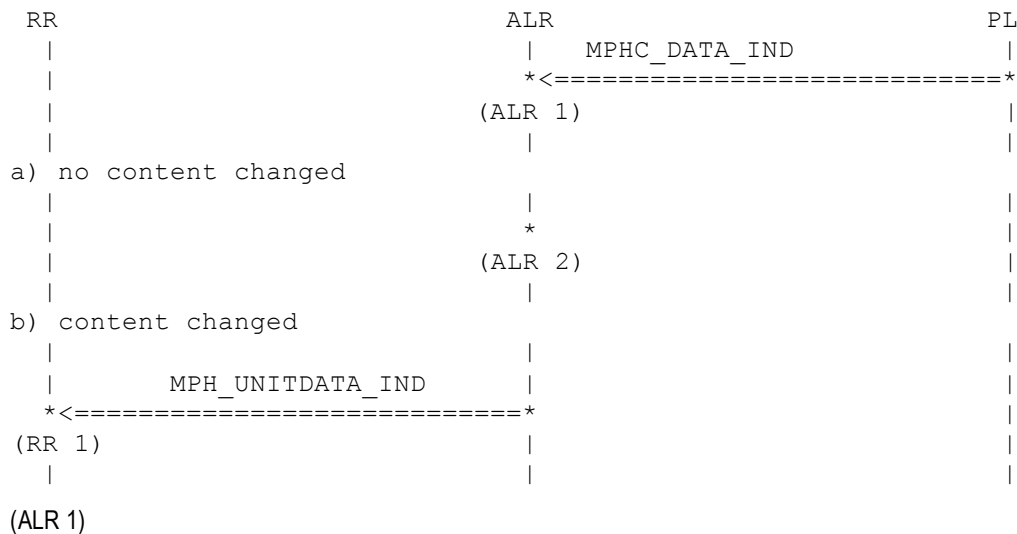 RR                             ALR                            PL
 |                              |   MPHC_DATA_IND             |
 |                              *<============================*
 |                           (ALR 1)                          |
 |                              |                             |
a) no content changed
 |                              |                             |
 |                              *                             |
 |                           (ALR 2)                          |
 |                              |                             |
b) content changed
 |                              |                             |
 |       MPH_UNITDATA_IND       |                             |
 *<============================*                             |
(RR 1)                          |                             |
 |                              |                             |
(ALR 1)